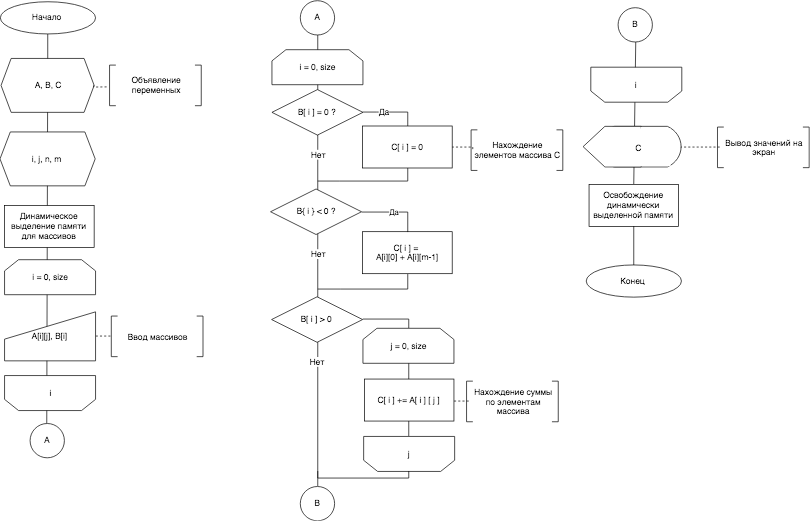 Начало
A, B, C
Объявление
переменных
i, j, n, m
Динамическое
выделение памяти
для массивов
i = 0, size
A[i][j], B[i]
Ввод массивов
i
A
A
i = 0, size
B[ i ] = 0 ?
Да
C[ i ] = 0
Нахождение
элементов массива C
Нет
B{ i } < 0 ?
Да
C[ i ] =
A[i][0] + A[i][m-1]
Нет
B[ i ] > 0
j = 0, size
Нет
C[ i ] += A[ i ] [ j ]
Нахождение суммы
по элементам
массива
j
B
B
i
C
Вывод значений на
экран
Освобождение
динамически
выделенной памяти
Конец